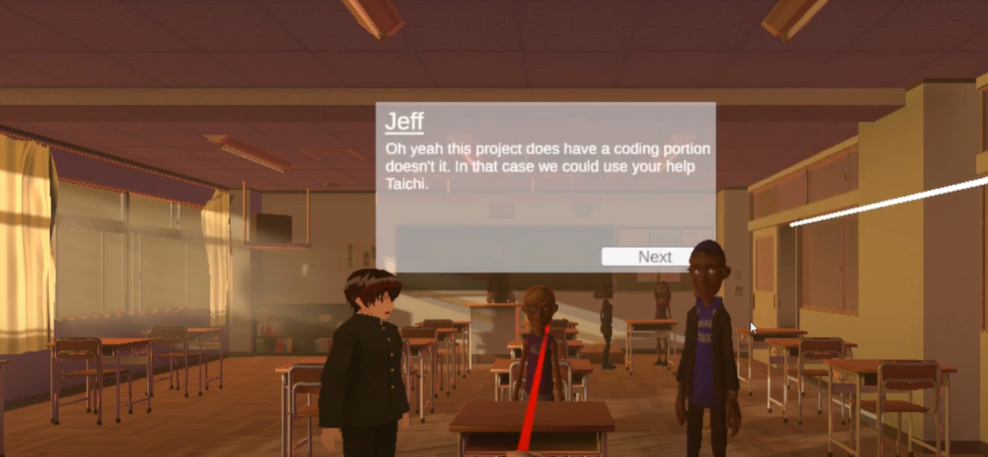 Jeff
Oh yeah this project does have a coding portion
doesn't it. In that case we could use your help
Taichi.
Next